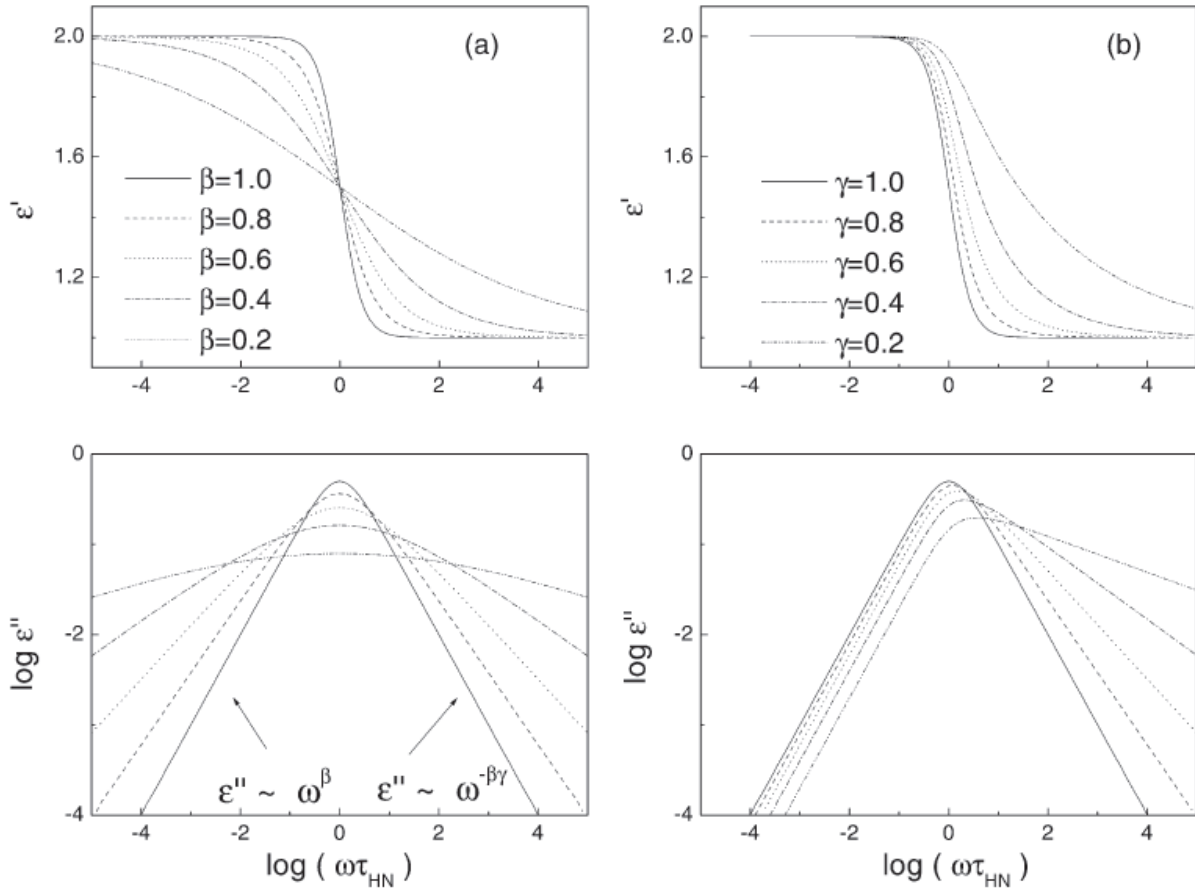 2.0
1.6
1.2
ε'
(a)
β=1.0
β=0.8
β=0.6
β=0.4
β=0.2
-4 -2 0 2 4
2.0
1.6
1.2
ε'
(b)
γ=1.0
γ=0.8
γ=0.6
γ=0.4
γ=0.2
-4 -2 0 2 4
0
-2
-4
log ε"
ε" ~ ω^β
ε" ~ ω^-βγ
-4 -2 0 2 4
log ( ωτ_HN )
0
-2
-4
log ε"
-4 -2 0 2 4
log ( ωτ_HN )